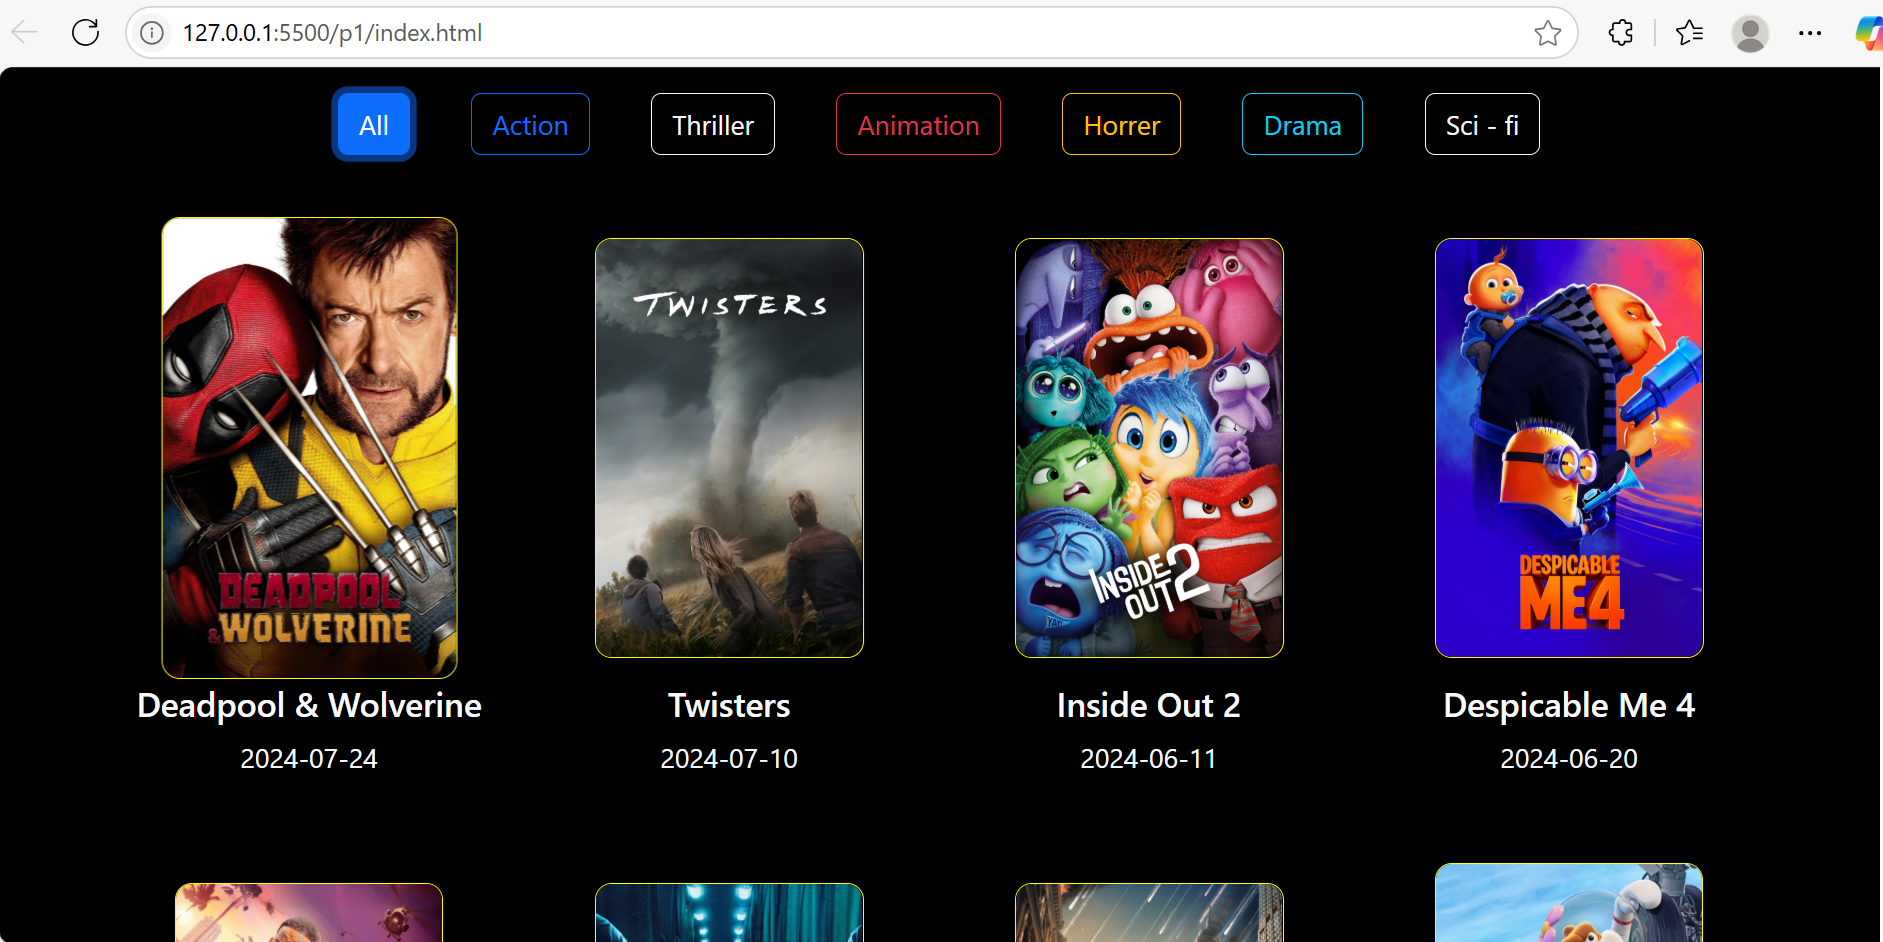 127.0.0.1:5500/p1/index.html
All
Action
Thriller
Animation
Horrer
Drama
Sci - fi
DEADPOOL
&WOLVERINE
TWISTERS
INSIDE
OUT 2
DESPICABLE
ME4
Deadpool & Wolverine
Twisters
Inside Out 2
Despicable Me 4
2024-07-24
2024-07-10
2024-06-11
2024-06-20